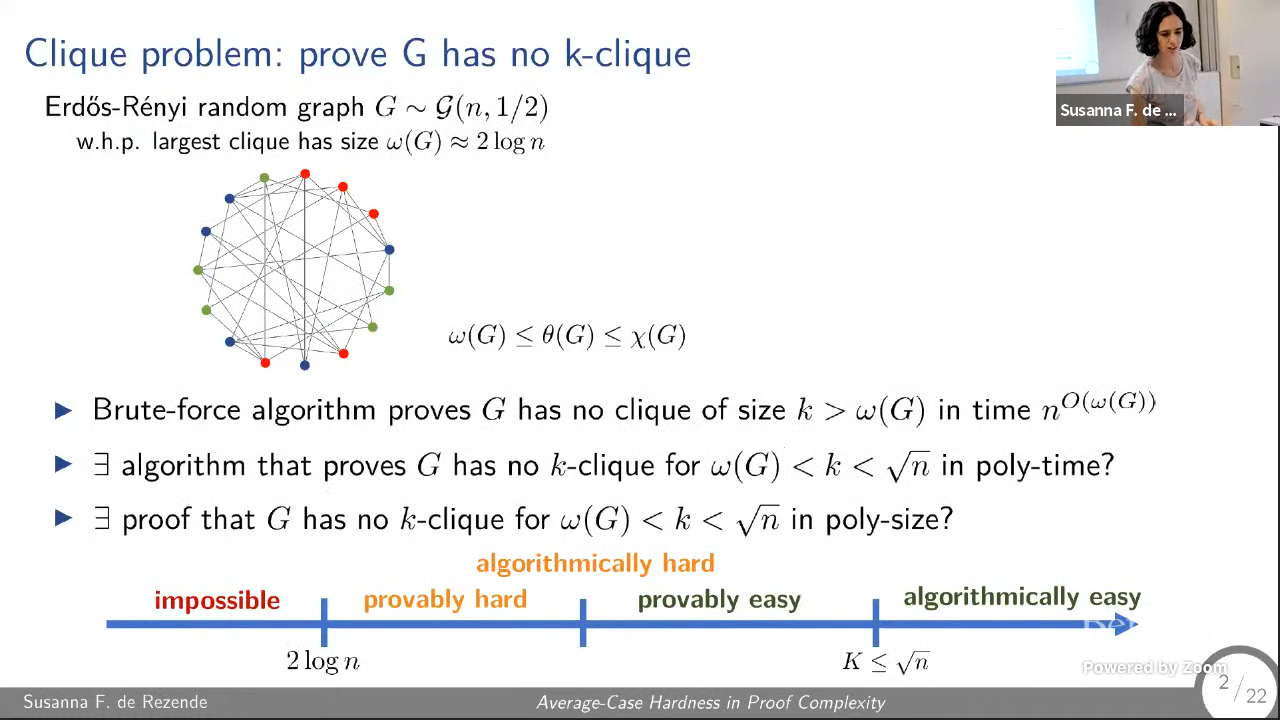 Clique problem: prove G has no k-clique
Susanna F. de ...
Erdős-Rényi random graph G ∼ 𝒢(n, 1/2)
w.h.p. largest clique has size ω(G) ≈ 2 log n
ω(G) ≤ θ(G) ≤ χ(G)
▶ Brute-force algorithm proves G has no clique of size k > ω(G) in time n^{O(ω(G))}
▶ ∃ algorithm that proves G has no k-clique for ω(G) < k < √n in poly-time?
▶ ∃ proof that G has no k-clique for ω(G) < k < √n in poly-size?
algorithmically hard
impossible provably hard provably easy algorithmically easy
2 log n K ≤ √n
Powered by Zoom
Susanna F. de Rezende Average-Case Hardness in Proof Complexity 2 / 22